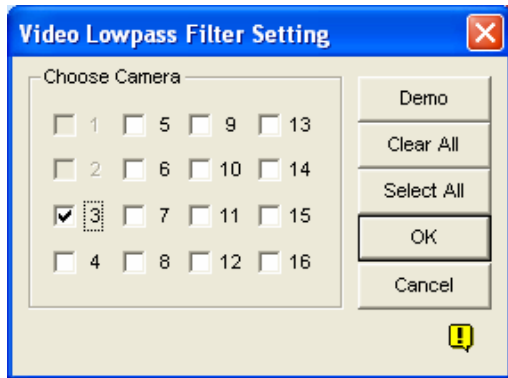 Video Lowpass Filter Setting
Choose Camera
1 5 9 13
2 6 10 14
3 7 11 15
4 8 12 16
Demo
Clear All
Select All
OK
Cancel